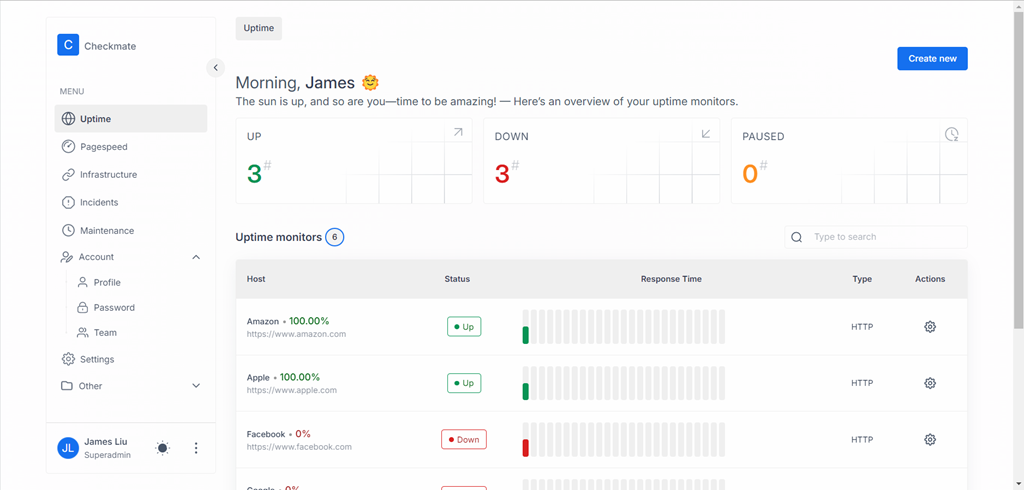 C Checkmate
MENU
Uptime
Pagespeed
Infrastructure
Incidents
Maintenance
Account
Profile
Password
Team
Settings
Other
JL James Liu
Superadmin
Uptime
Create new
Morning, James
The sun is up, and so are you—time to be amazing! — Here's an overview of your uptime monitors.
UP
3#
DOWN
3#
PAUSED
0#
Uptime monitors 6
Type to search
Host Status Response Time Type Actions
Amazon • 100.00% Up HTTP
https://www.amazon.com
Apple • 100.00% Up HTTP
https://www.apple.com
Facebook • 0% Down HTTP
https://www.facebook.com
Google • 0%